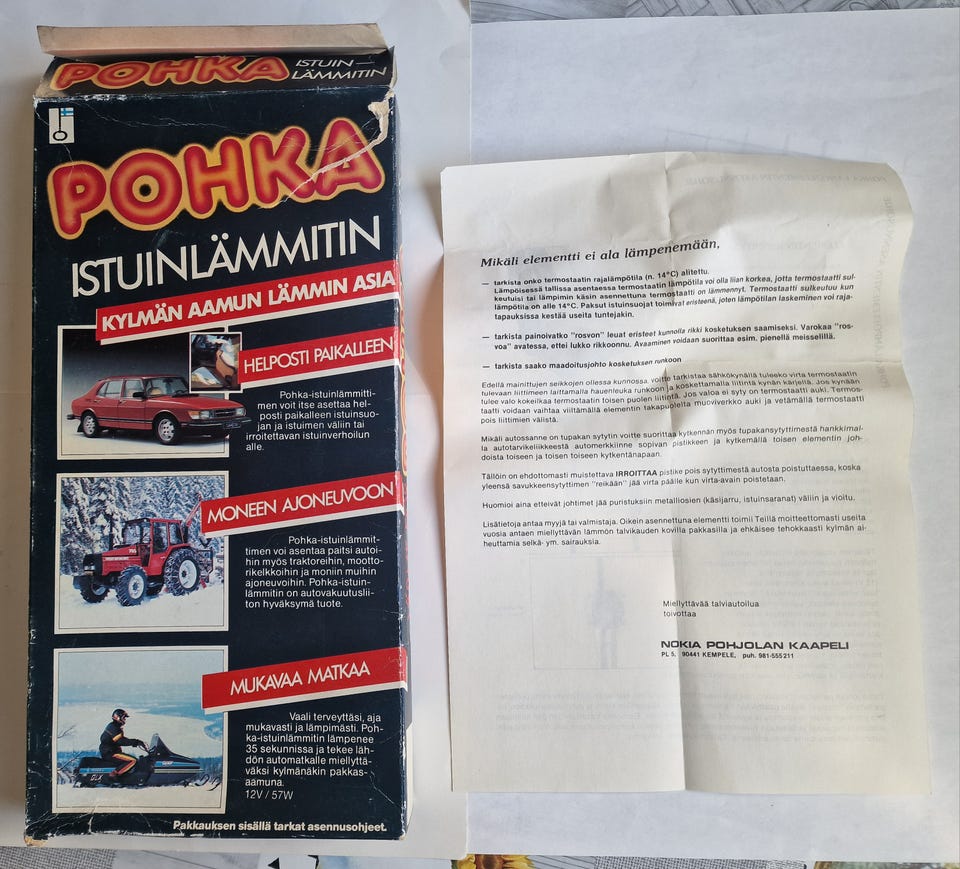 POHKA ISTUIN-
LÄMMITIN
POHKA
ISTUINLÄMMITIN
KYLMÄN AAMUN LÄMMIN ASIA
HELPOSTI PAIKALLEEN
Pohka-istuinlämmitti-
men voit itse asettaa hel-
posti paikalleen istuinsuo-
jan ja istuimen väliin tai
irroitettavan istuinverhoilun
alle.
MONEEN AJONEUVOON
Pohka-istuinlämmit-
timen voi asentaa paitsi autoi-
hin myös traktoreihin, mootto-
rikelkkoihin ja moniin muihin
ajoneuvoihin. Pohka-istuin-
lämmitin on autovakuutusliit-
ton hyväksymä tuote.
MUKAVAA MATKAA
Vaali terveyttäsi, aja
mukavasti ja lämpimästi. Poh-
ka-istuinlämmitin lämpenee
35 sekunnissa ja tekee läh-
dön automatkalle miellyttä-
väksi kylmänäkin pakkas-
aamuna.
12V / 57W
Pakkauksen sisällä tarkat asennusohjeet.
Mikäli elementti ei ala lämpenemään,
— tarkista onko termostaatin rajalämpötila (n. 14°C) alitettu.
Lämpöisessä tallissa asentaessa termostaatin lämpötila voi olla liian korkea, jotta termostaatti sul-
keutuisi tai lämpimin käsin asennettuna termostaatti on lämmennyt. Termostaatti sulkeutuu kun
lämpötila on alle 14°C. Paksut istuinsuojat toimivat eristeenä, joten lämpötilan laskeminen voi raja-
tapauksissa kestää useita tuntejakin.
— tarkista painoivatko "rosvon" leuat eristeet kunnolla rikki kosketuksen saamiseksi. Varokaa "ros-
voa" avatessa, ettei lukko rikkoonnu. Avaaminen voidaan suorittaa esim. pienellä meisselillä.
— tarkista saako maadoitusjohto kosketuksen runkoon
Edellä mainittujen seikkojen ollessa kunnossa, voitte tarkistaa sähkökynällä tuleeko virta termostaatin
tulevaan liittimeen laittamalla hauenleuka runkoon ja koskettamalla liitintä kynän kärjellä. Jos kynään
tulee valo kokeilkaa termostaatin toisen puolen liitintä. Jos valoa ei syty on termostaatti auki. Termos-
taatti voidaan vaihtaa viiltämällä elementin takapuolelta muoviverkko auki ja vetämällä termostaatti
pois liittimien välistä.
Mikäli autossanne on tupakan sytytin voitte suorittaa kytkennän myös tupakansytyttimestä hankkimal-
la autotarvikeliikkeestä automerkkiinne sopivan pistikkeen ja kytkemällä toisen elementin joh-
doista toiseen ja toisen toiseen kytkentänapaan.
Tällöin on ehdottomasti muistettava IRROITTAA pistike pois sytyttimestä autosta poistuttaessa, koska
yleensä savukkeensytyttimen "reikään" jää virta päälle kun virta-avain poistetaan.
Huomioi aina etteivät johtimet jää puristuksiin metalliosien (käsijarru, istuinsaranat) väliin ja vioitu.
Lisätietoja antaa myyjä tai valmistaja. Oikein asennettuna elementti toimii Teillä moitteettomasti useita
vuosia antaen miellyttävän lämmön talvikauden kovilla pakkasilla ja ehkäisee tehokkaasti kylmän ai-
heuttamia selkä- ym. sairauksia.
Miellyttävää talviautoilua
toivottaa
NOKIA POHJOLAN KAAPELI
PL 5, 90441 KEMPELE, puh. 981-555211